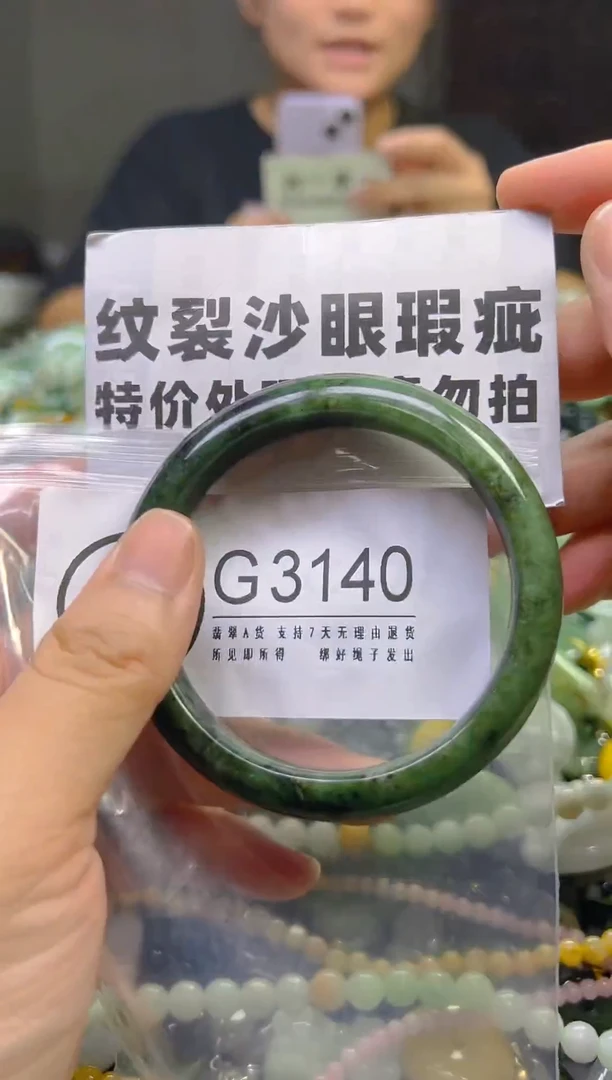 纹裂沙眼瑕疵
特价处 勿拍
G3140
翡翠A货 支持7天无理由退货
所见即所得 绑好绳子发出